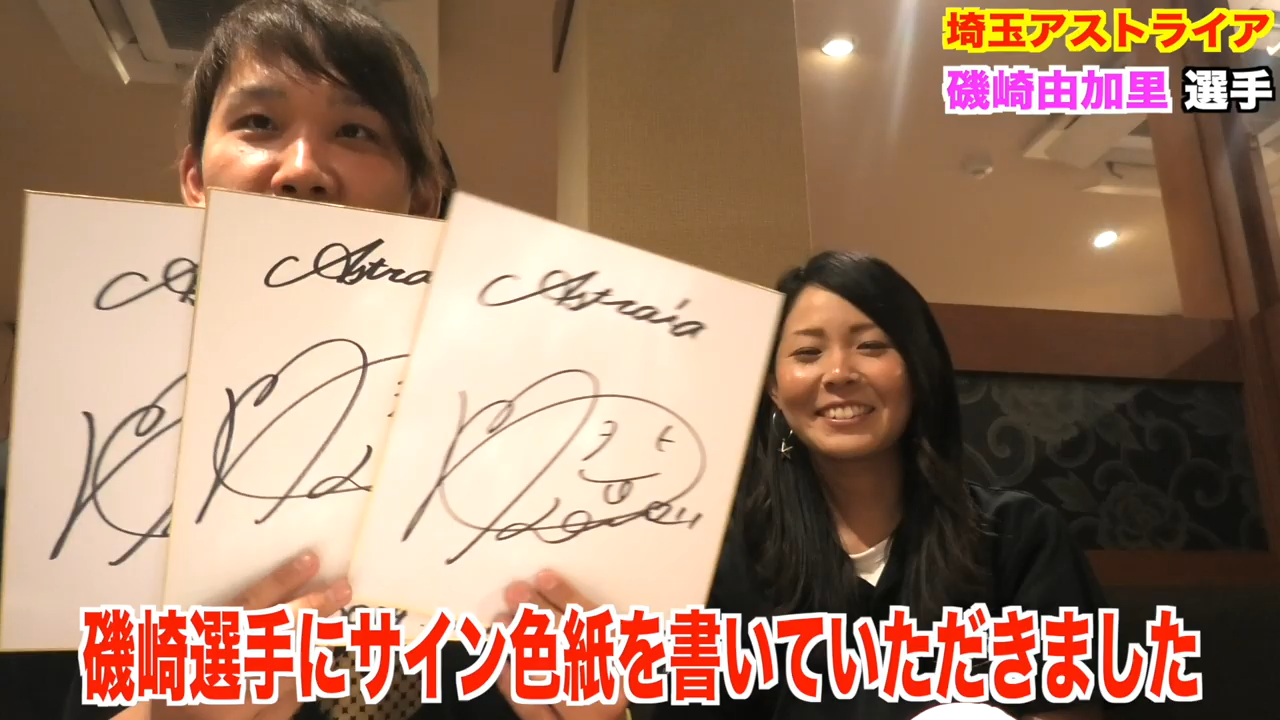 埼玉アストライア
磯崎由加里 選手
Astraia
磯崎選手にサイン色紙を書いていただきました